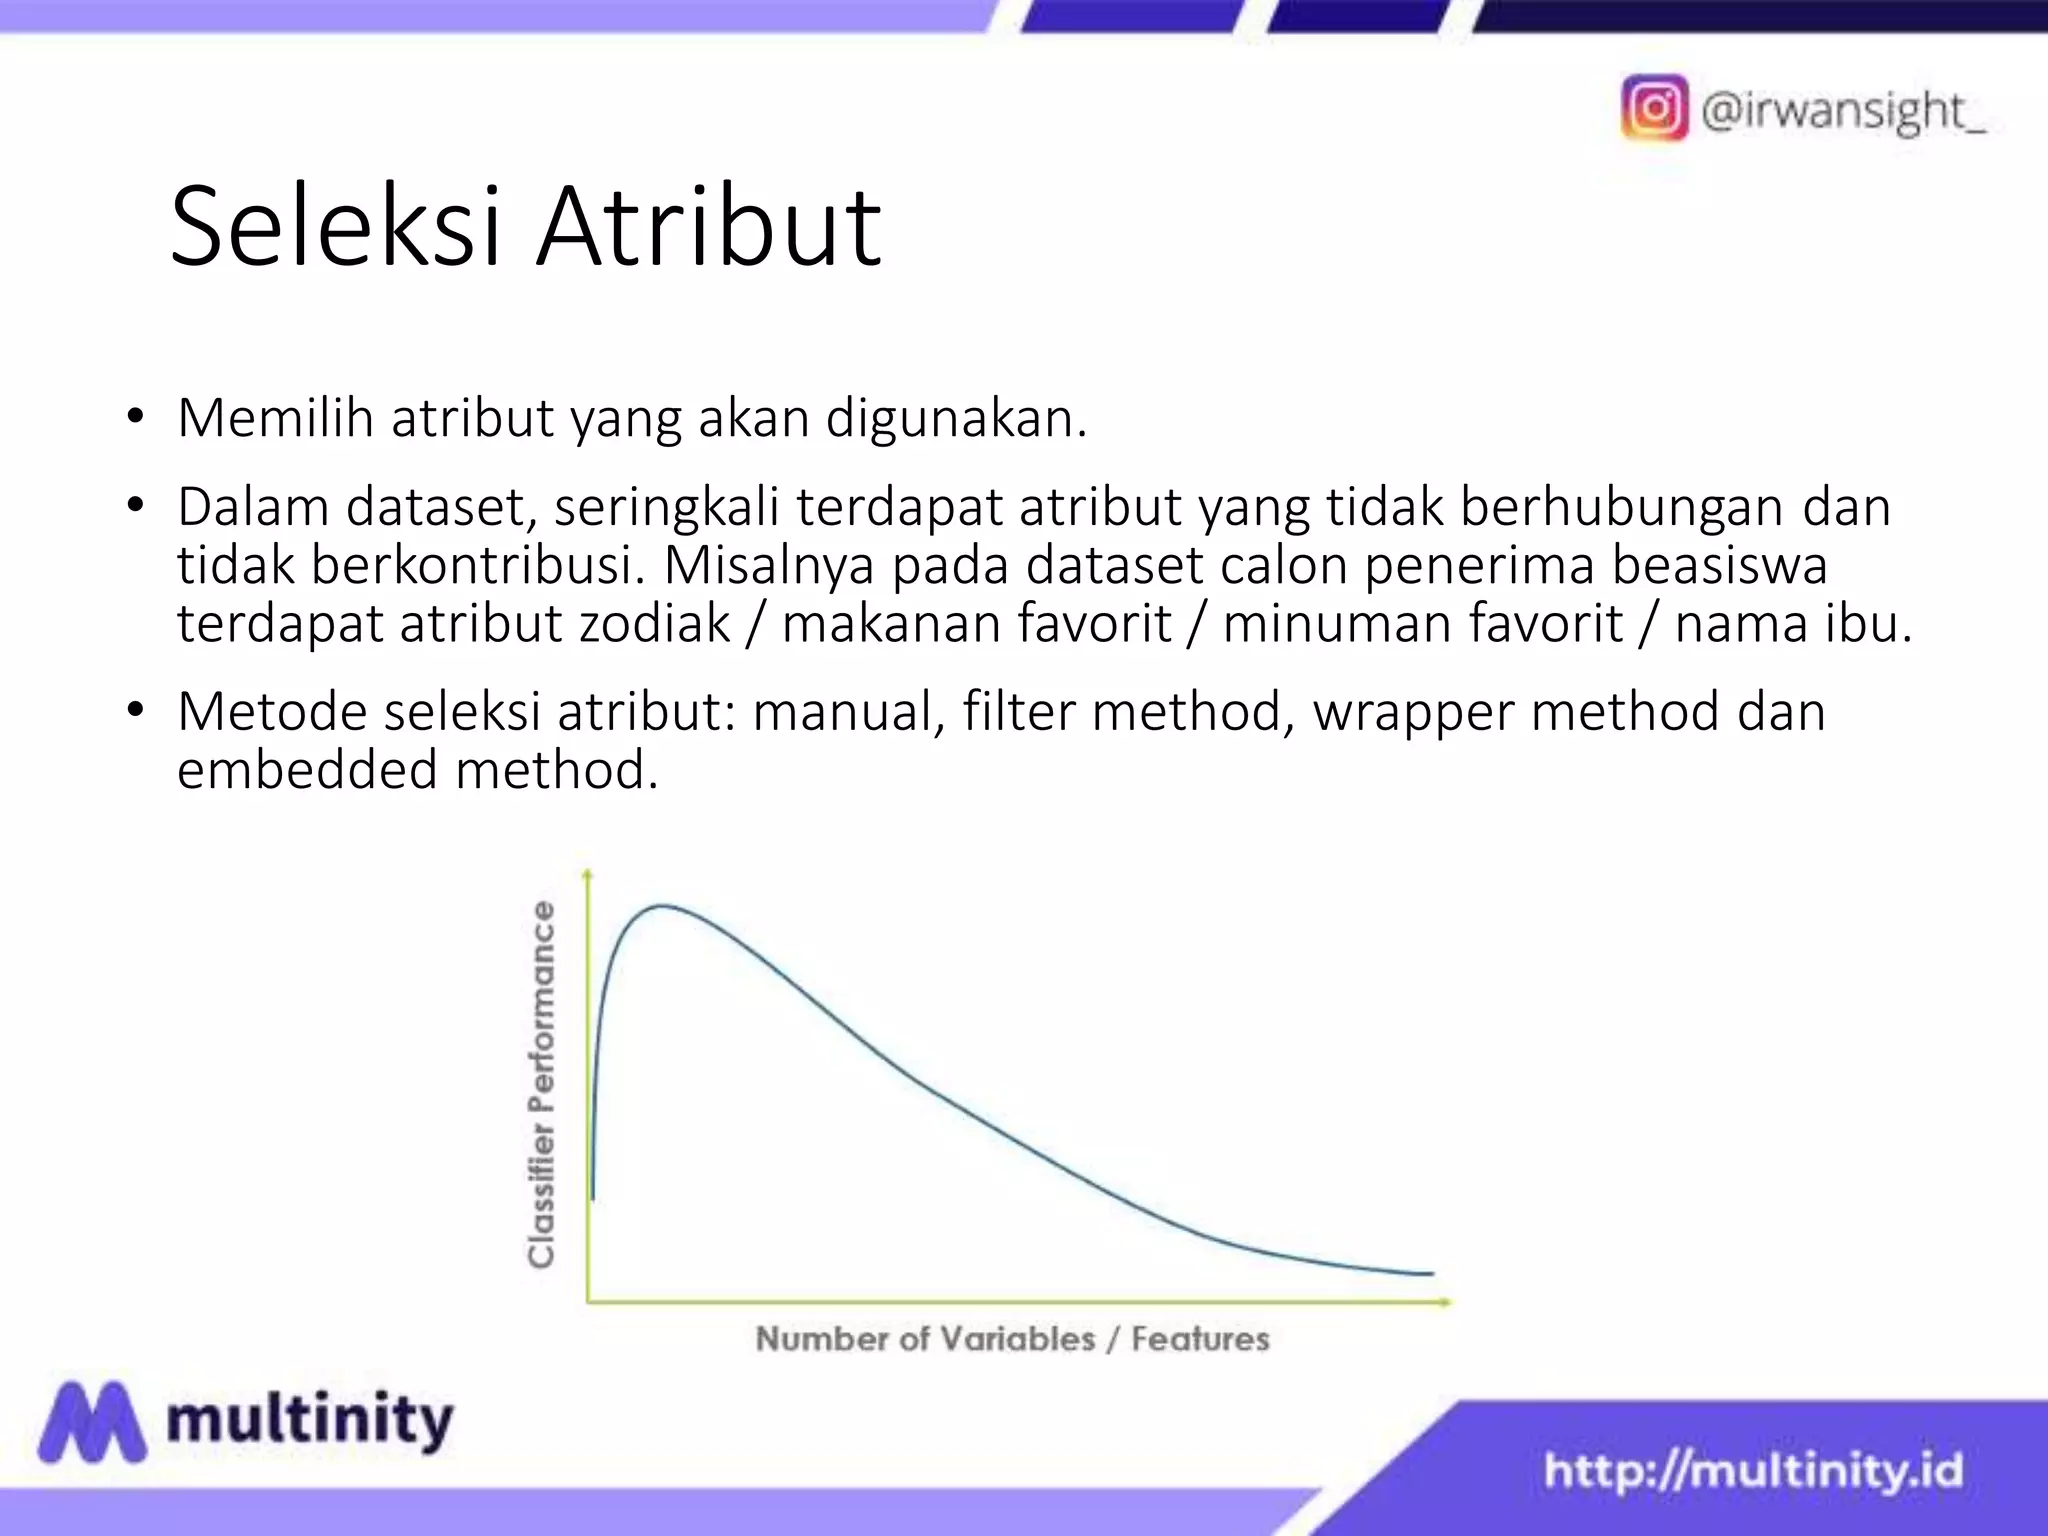 @irwansight_
Seleksi Atribut
• Memilih atribut yang akan digunakan.
• Dalam dataset, seringkali terdapat atribut yang tidak berhubungan dan
tidak berkontribusi. Misalnya pada dataset calon penerima beasiswa
terdapat atribut zodiak / makanan favorit / minuman favorit / nama ibu.
• Metode seleksi atribut: manual, filter method, wrapper method dan
embedded method.
Classifier Performance
Number of Variables / Features
multinity
http://multinity.id